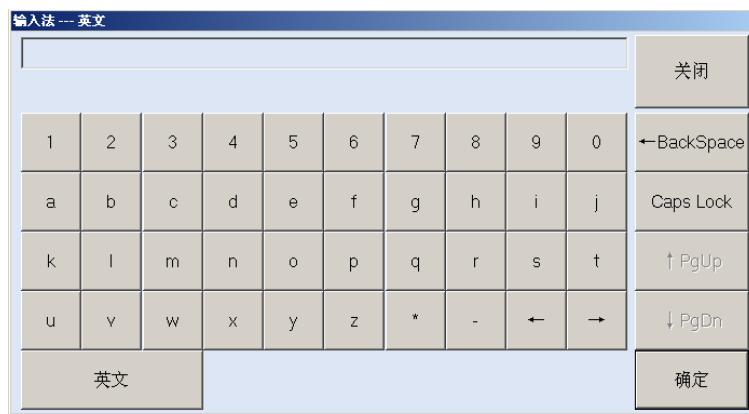 输入法 --- 英文
关闭
1 2 3 4 5 6 7 8 9 0 ←BackSpace
a b c d e f g h i j Caps Lock
k l m n o p q r s t ↑ PgUp
u v w x y z * - ← → ↓ PgDn
英文 确定